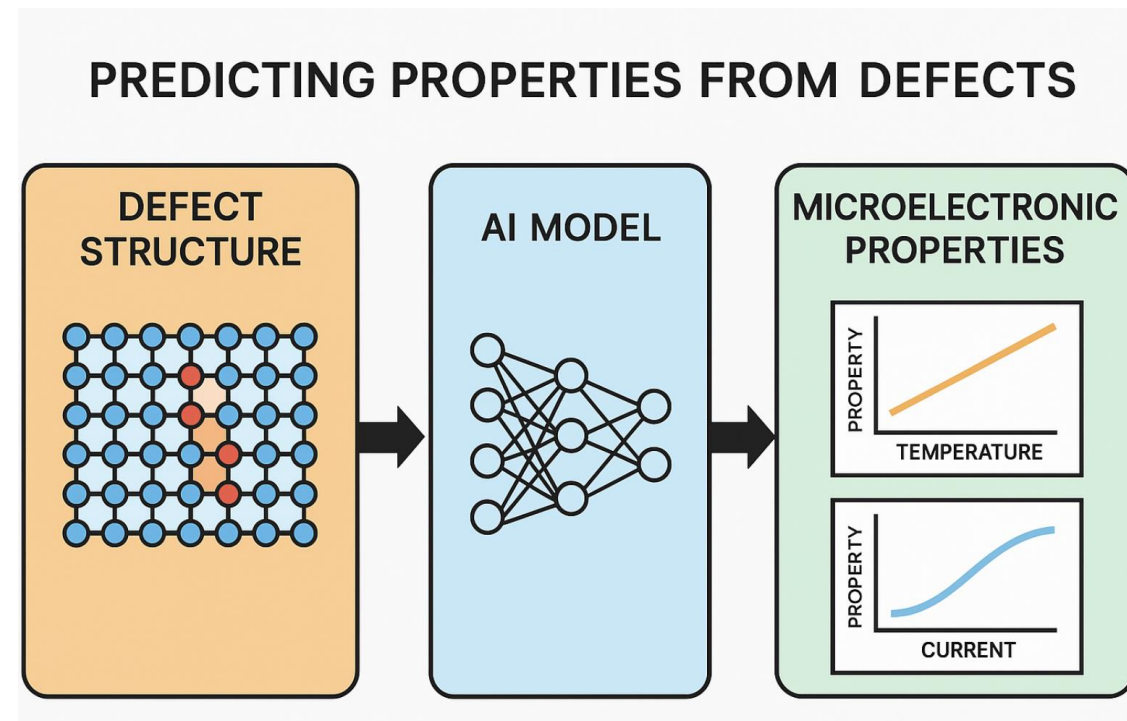 PREDICTING PROPERTIES FROM DEFECTS
DEFECT
STRUCTURE
AI MODEL
MICROELECTRONIC
PROPERTIES
PROPERTY
TEMPERATURE
PROPERTY
CURRENT